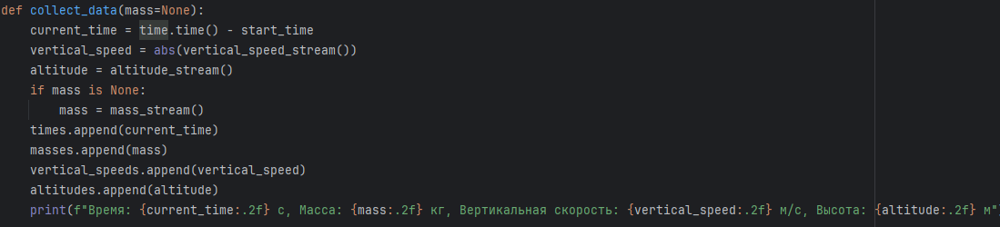 def collect_data(mass=None):
    current_time = time.time() - start_time
    vertical_speed = abs(vertical_speed_stream())
    altitude = altitude_stream()
    if mass is None:
        mass = mass_stream()
    times.append(current_time)
    masses.append(mass)
    vertical_speeds.append(vertical_speed)
    altitudes.append(altitude)
    print(f"Время: {current_time:.2f} с, Масса: {mass:.2f} кг, Вертикальная скорость: {vertical_speed:.2f} м/с, Высота: {altitude:.2f} м"